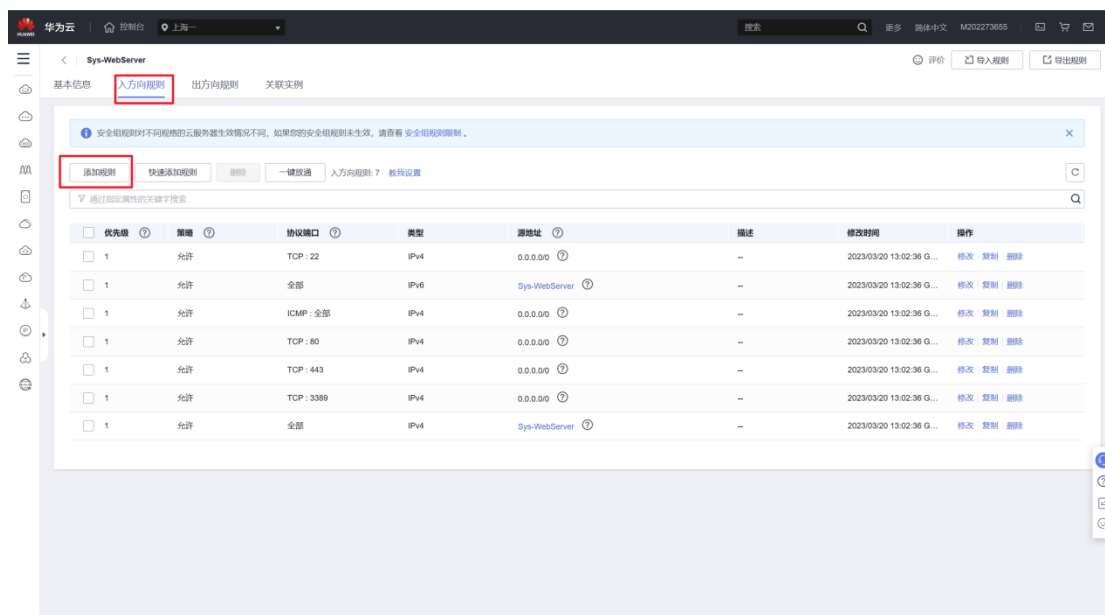 HUAWEI 华为云 控制台 上海一 搜索 更多 简体中文 M202273655
Sys-WebServer 评价 导入规则 导出规则
基本信息 入方向规则 出方向规则 关联实例
安全组规则对不同规格的云服务器生效情况不同，如果您的安全组规则未生效，请查看 安全组规则限制 。
添加规则 快速添加规则 删除 一键放通 入方向规则: 7 教我设置
通过指定属性的关键字搜索
优先级 策略 协议端口 类型 源地址 描述 修改时间 操作
1 允许 TCP : 22 IPv4 0.0.0.0/0 -- 2023/03/20 13:02:36 G... 修改 复制 删除
1 允许 全部 IPv6 Sys-WebServer -- 2023/03/20 13:02:36 G... 修改 复制 删除
1 允许 ICMP : 全部 IPv4 0.0.0.0/0 -- 2023/03/20 13:02:36 G... 修改 复制 删除
1 允许 TCP : 80 IPv4 0.0.0.0/0 -- 2023/03/20 13:02:36 G... 修改 复制 删除
1 允许 TCP : 443 IPv4 0.0.0.0/0 -- 2023/03/20 13:02:36 G... 修改 复制 删除
1 允许 TCP : 3389 IPv4 0.0.0.0/0 -- 2023/03/20 13:02:36 G... 修改 复制 删除
1 允许 全部 IPv4 Sys-WebServer -- 2023/03/20 13:02:36 G... 修改 复制 删除